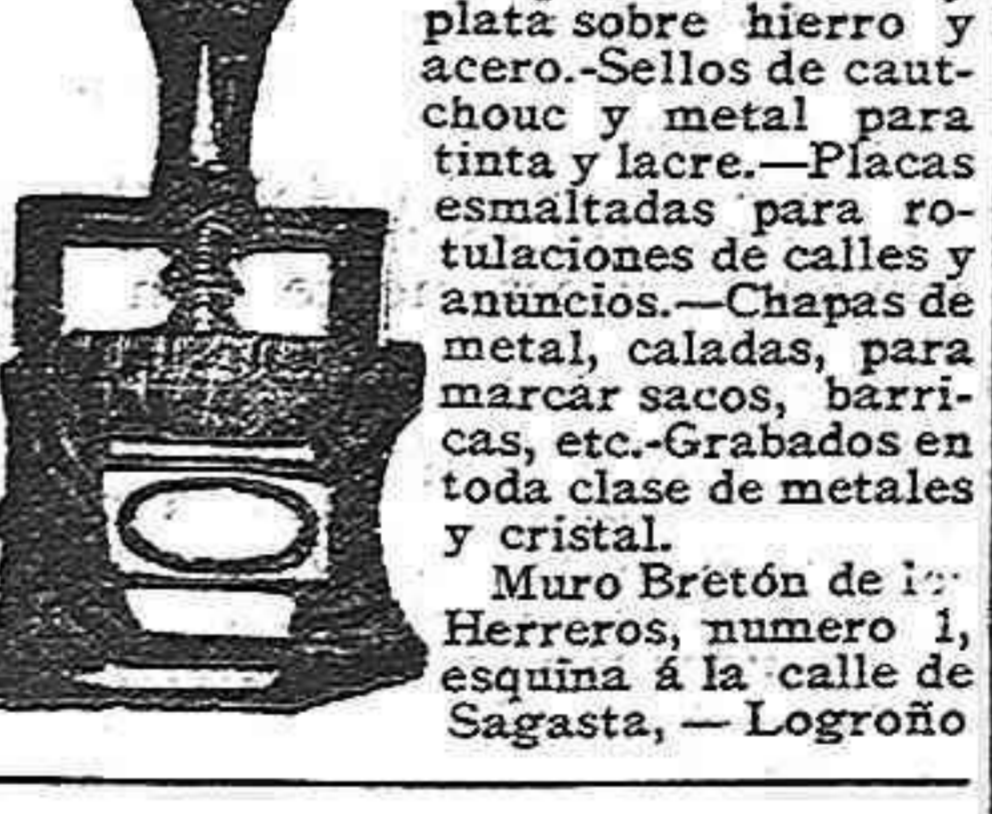 plata sobre hierro y
acero.-Sellos de caut-
chouc y metal para
tinta y lacre.—Placas
esmaltadas para ro-
tulaciones de calles y
anuncios.—Chapas de
metal, caladas, para
marcar sacos, barri-
cas, etc.-Grabados en
toda clase de metales
y cristal.
Muro Bretón de
Herreros, numero 1,
esquina á la calle de
Sagasta, — Logroño